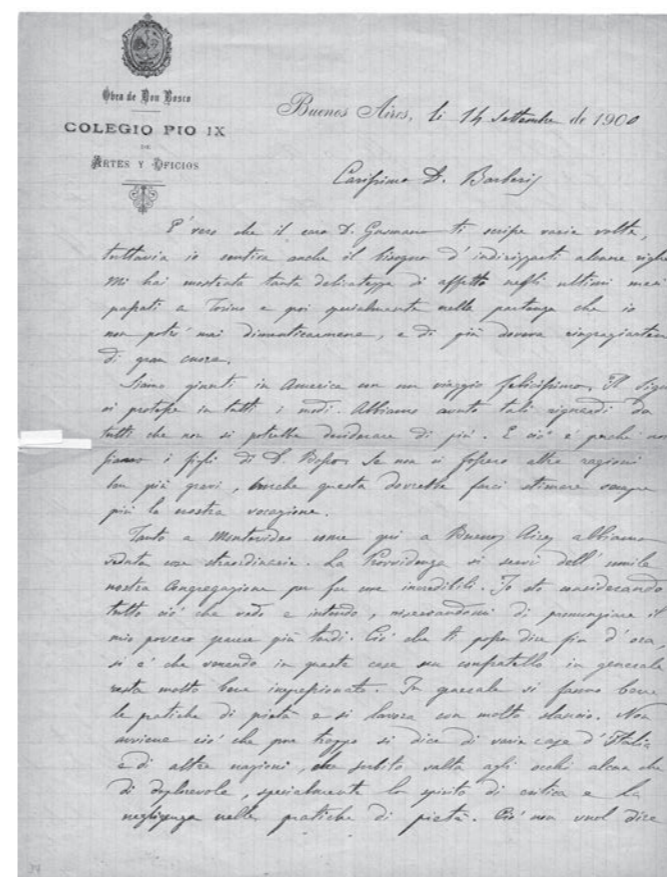 Obra de Don Bosco
COLEGIO PIO IX
DE
ARTES Y OFICIOS
Buenos Aires, li 14 Settembre de 1900
Carissimo D. Barberis
E' vero che il caro D. Gusmano ti scrisse varie volte,
tuttavia io sentiva anche il bisogno d'indirizzarti alcune righe
Mi hai mostrata tanta delicatezza di affetto negli ultimi mesi
passati a Torino e poi specialmente nella partenza che io
non potrò mai dimenticarmene, e di più doveva ringraziarten
di gran cuore.
Siamo giunti in America con un viaggio felicissimo. Il Sign
ci protesse in tutti i modi. Abbiamo avuto tali riguardi da
tutti che non si potrebbe desiderare di più. E ciò è perchè noi
siamo i figli di D. Bosco. Se non ci fossero altre ragioni
ben più gravi, anche questa dovrebbe farci stimare sempre
più la nostra vocazione.
Tanto a Montevideo come qui a Buenos Aires abbiamo
veduta cose straordinarie. La Provvidenza si servì dell'umile
nostra Congregazione per far cose incredibili. Io sto considerando
tutto ciò che vedo e intendo, riservandomi di pronunziare il
mio povero parere più tardi. Ciò che ti posso dire fin d'ora,
si è che venendo in queste case un confratello in generale
resta molto bene impressionato. In generale si fanno bene
le pratiche di pietà e si lavora con molto slancio. Non
avviene ciò che pur troppo si dice di varie case d'Italia
e di altre nazioni, che subito salta agli occhi alcun che
di deplorevole, specialmente lo spirito di critica e la
negligenza nelle pratiche di pietà. Ciò non vuol dire